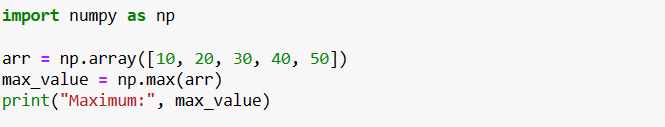 import numpy as np
arr = np.array([10, 20, 30, 40, 50])
max_value = np.max(arr)
print("Maximum:", max_value)